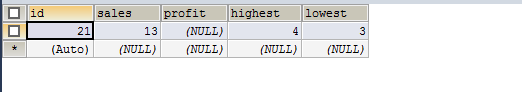 id sales profit highest lowest
21 13 (NULL) 4 3
* (Auto) (NULL) (NULL) (NULL) (NULL)